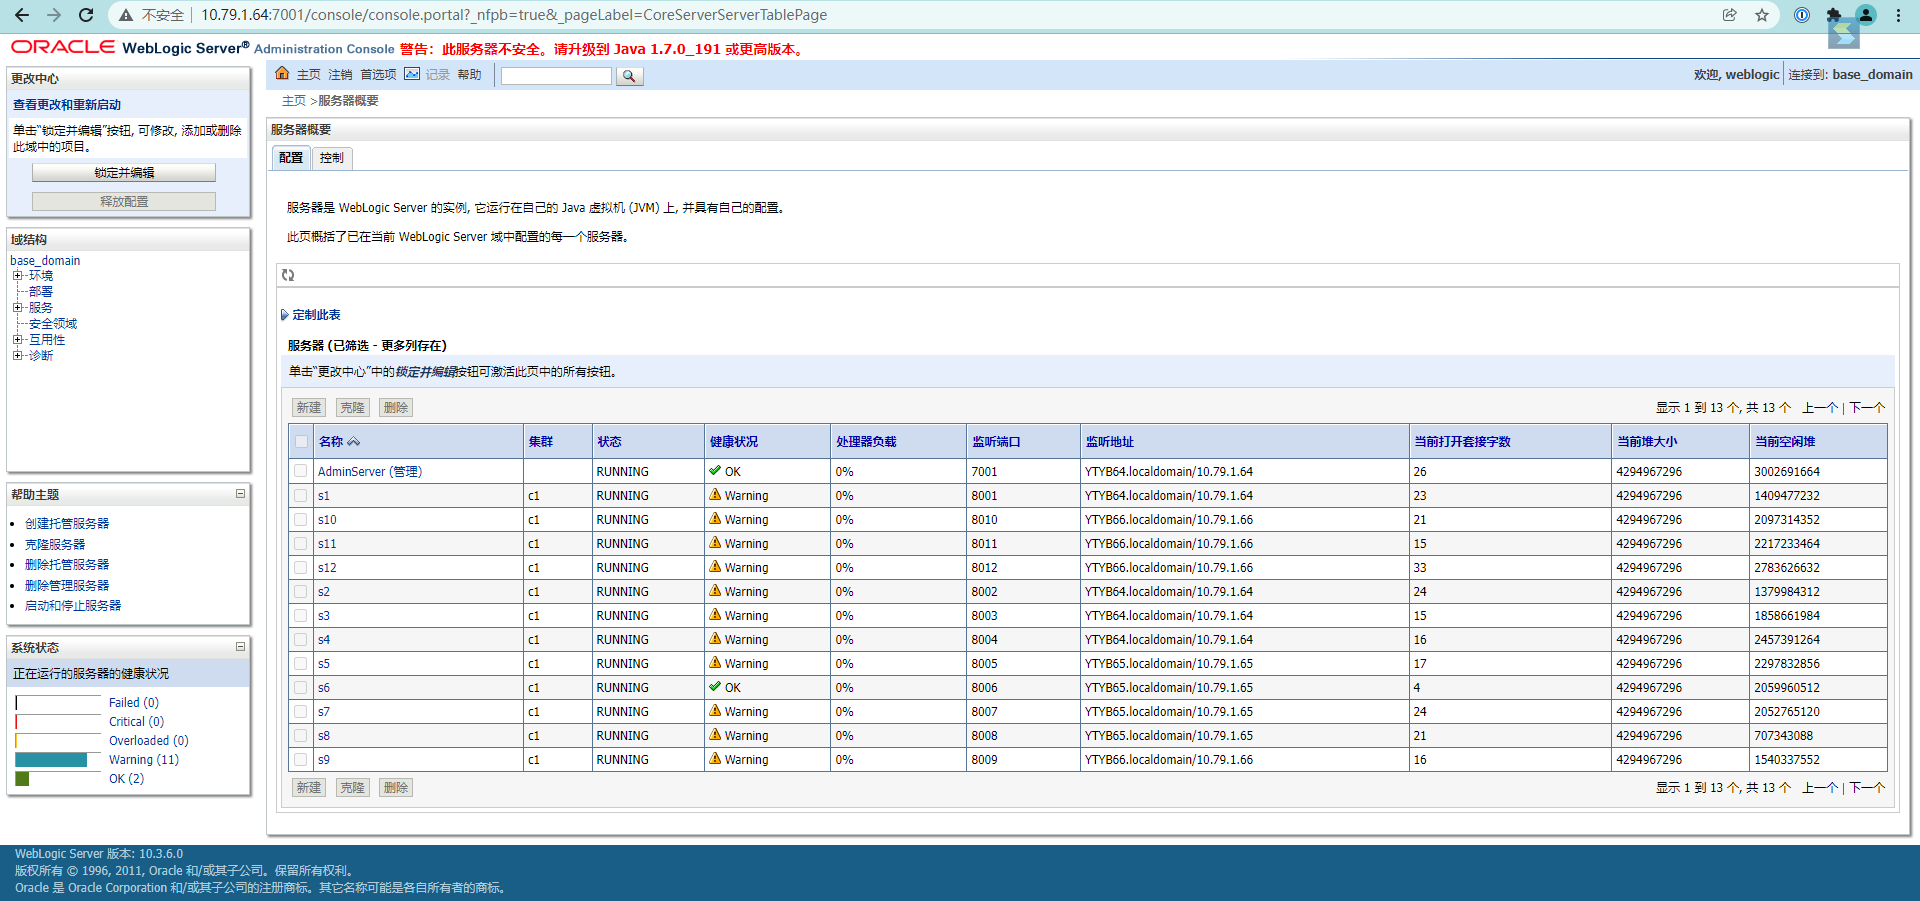 不安全 | 10.79.1.64:7001/console/console.portal?_nfpb=true&_pageLabel=CoreServerServerTablePage
ORACLE WebLogic Server® Administration Console 警告：此服务器不安全。请升级到 Java 1.7.0_191 或更高版本。
更改中心
查看更改和重新启动
单击“锁定并编辑”按钮, 可修改, 添加或删除
此域中的项目。
锁定并编辑
释放配置
域结构
base_domain
环境
部署
服务
安全领域
互用性
诊断
帮助主题
创建托管服务器
克隆服务器
删除托管服务器
删除管理服务器
启动和停止服务器
系统状态
正在运行的服务器的健康状况
Failed (0)
Critical (0)
Overloaded (0)
Warning (11)
OK (2)
主页 注销 首选项 记录 帮助
欢迎, weblogic 连接到: base_domain
主页 >服务器概要
服务器概要
配置 控制
服务器是 WebLogic Server 的实例, 它运行在自己的 Java 虚拟机 (JVM) 上, 并具有自己的配置。
此页概括了已在当前 WebLogic Server 域中配置的每一个服务器。
定制此表
服务器 (已筛选 - 更多列存在)
单击“更改中心”中的锁定并编辑按钮可激活此页中的所有按钮。
新建 克隆 删除 显示 1 到 13 个, 共 13 个 上一个 | 下一个
名称 集群 状态 健康状况 处理器负载 监听端口 监听地址 当前打开套接字数 当前堆大小 当前空闲堆
AdminServer (管理) RUNNING OK 0% 7001 YTYB64.localdomain/10.79.1.64 26 4294967296 3002691664
s1 c1 RUNNING Warning 0% 8001 YTYB64.localdomain/10.79.1.64 23 4294967296 1409477232
s10 c1 RUNNING Warning 0% 8010 YTYB66.localdomain/10.79.1.66 21 4294967296 2097314352
s11 c1 RUNNING Warning 0% 8011 YTYB66.localdomain/10.79.1.66 15 4294967296 2217233464
s12 c1 RUNNING Warning 0% 8012 YTYB66.localdomain/10.79.1.66 33 4294967296 2783626632
s2 c1 RUNNING Warning 0% 8002 YTYB64.localdomain/10.79.1.64 24 4294967296 1379984312
s3 c1 RUNNING Warning 0% 8003 YTYB64.localdomain/10.79.1.64 15 4294967296 1858661984
s4 c1 RUNNING Warning 0% 8004 YTYB64.localdomain/10.79.1.64 16 4294967296 2457391264
s5 c1 RUNNING Warning 0% 8005 YTYB65.localdomain/10.79.1.65 17 4294967296 2297832856
s6 c1 RUNNING OK 0% 8006 YTYB65.localdomain/10.79.1.65 4 4294967296 2059960512
s7 c1 RUNNING Warning 0% 8007 YTYB65.localdomain/10.79.1.65 24 4294967296 2052765120
s8 c1 RUNNING Warning 0% 8008 YTYB65.localdomain/10.79.1.65 21 4294967296 707343088
s9 c1 RUNNING Warning 0% 8009 YTYB66.localdomain/10.79.1.66 16 4294967296 1540337552
新建 克隆 删除 显示 1 到 13 个, 共 13 个 上一个 | 下一个
WebLogic Server 版本: 10.3.6.0
版权所有 © 1996, 2011, Oracle 和/或其子公司。保留所有权利。
Oracle 是 Oracle Corporation 和/或其子公司的注册商标。其它名称可能是各自所有者的商标。